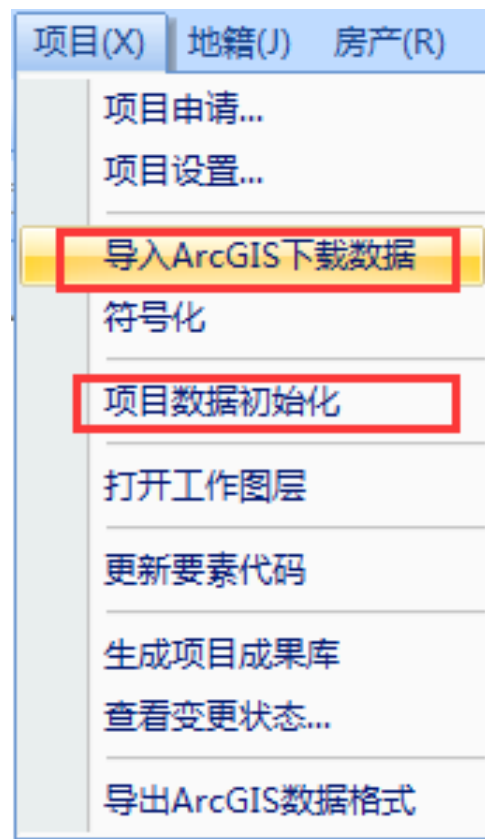 项目(X) 地籍(J) 房产(R)
项目申请...
项目设置...
导入ArcGIS下载数据
符号化
项目数据初始化
打开工作图层
更新要素代码
生成项目成果库
查看变更状态...
导出ArcGIS数据格式